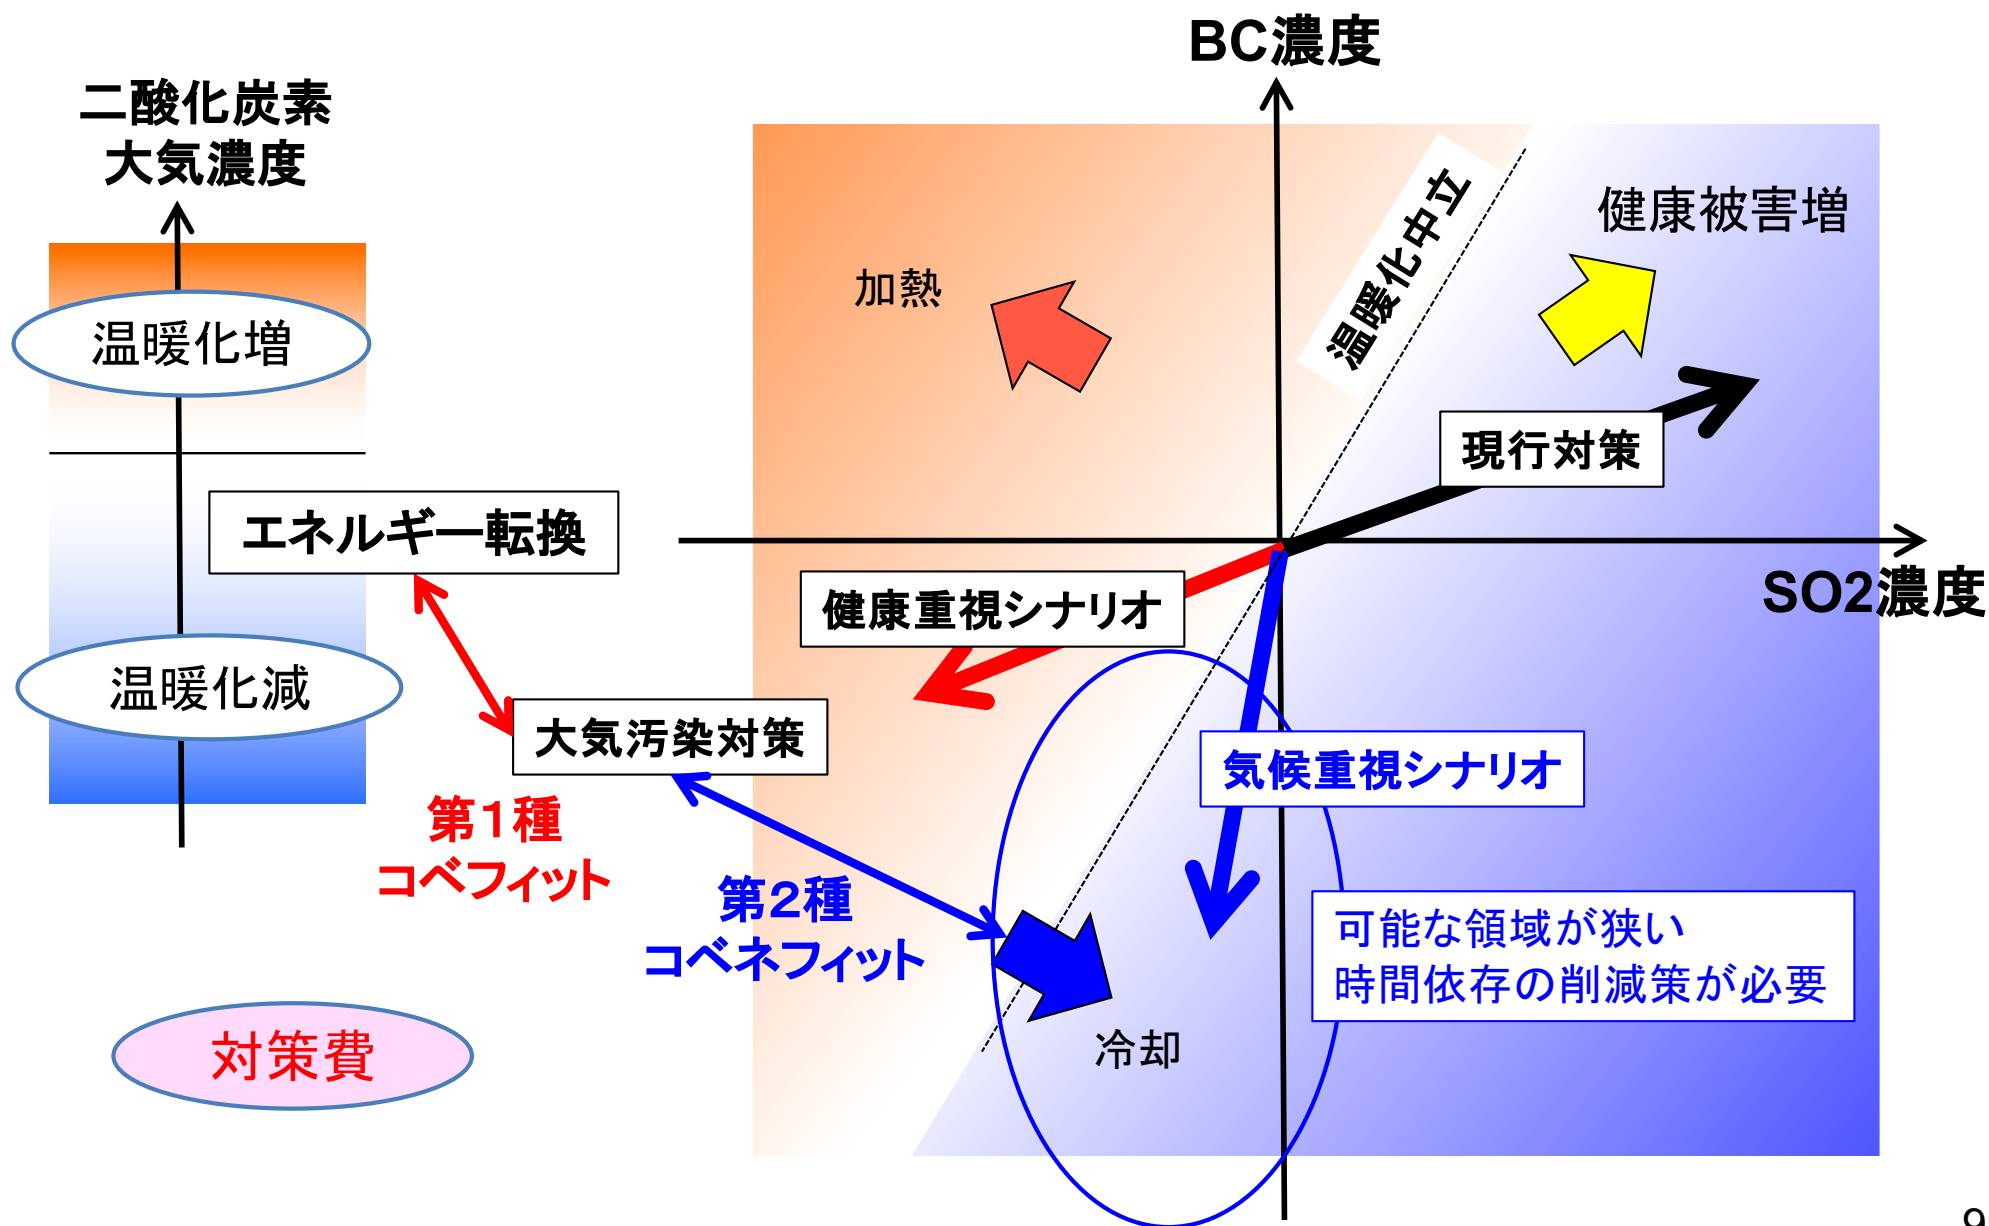 BC濃度
二酸化炭素
大気濃度
温暖化増
温暖化減
エネルギー転換
加熱
温暖化中立
健康被害増
現行対策
SO2濃度
健康重視シナリオ
大気汚染対策
気候重視シナリオ
第1種
コベフィット
第2種
コベネフィット
可能な領域が狭い
時間依存の削減策が必要
冷却
対策費
9